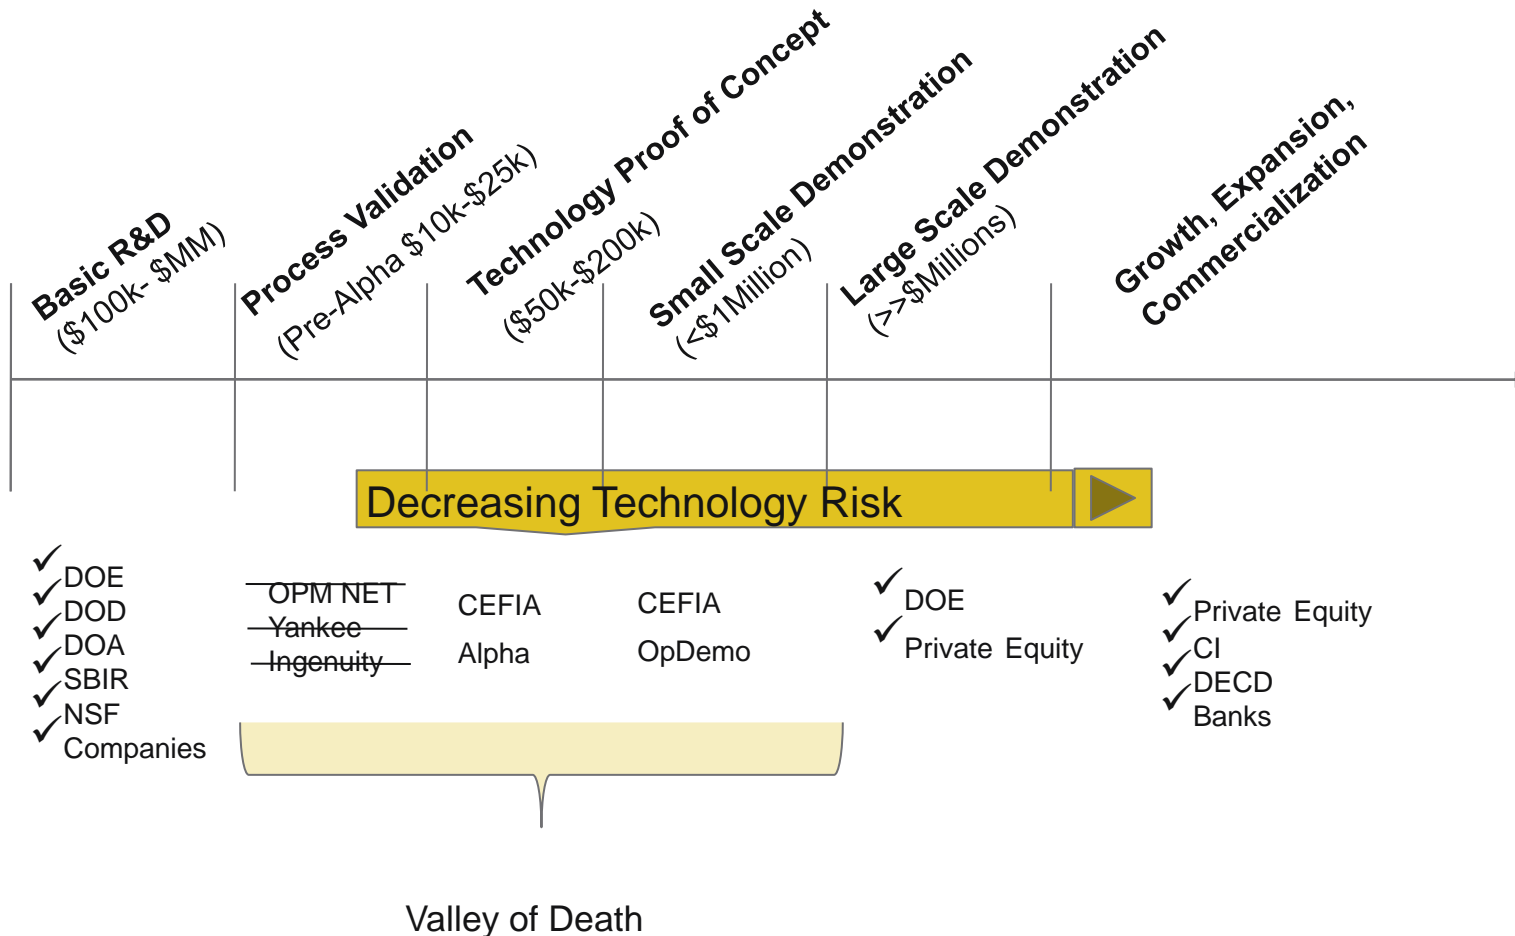 Basic R&D
($100k- $MM)
Process Validation
(Pre-Alpha $10k-$25k)
Technology Proof of Concept
($50k-$200k)
Small Scale Demonstration
(<$1Million)
Large Scale Demonstration
(>>$Millions)
Growth, Expansion,
Commercialization
Decreasing Technology Risk
DOE
DOD
DOA
SBIR
NSF
Companies
OPM NET
Yankee
Ingenuity
CEFIA
Alpha
CEFIA
OpDemo
DOE
Private Equity
Private Equity
CI
DECD
Banks
Valley of Death